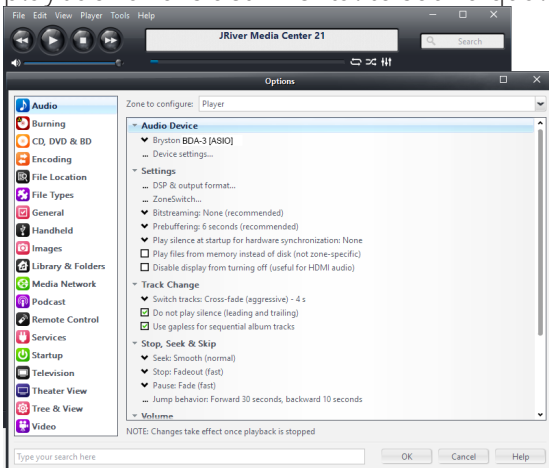 File Edit View Player Tools Help
JRiver Media Center 21
Search
Options
Audio
Burning
CD, DVD & BD
Encoding
File Location
File Types
General
Handheld
Images
Library & Folders
Media Network
Podcast
Remote Control
Services
Startup
Television
Theater View
Tree & View
Video
Zone to configure: Player
Audio Device
Bryston BDA-3 [ASIO]
... Device settings...
Settings
... DSP & output format...
... ZoneSwitch...
Bitstreaming: None (recommended)
Prebuffering: 6 seconds (recommended)
Play silence at startup for hardware synchronization: None
Play files from memory instead of disk (not zone-specific)
Disable display from turning off (useful for HDMI audio)
Track Change
Switch tracks: Cross-fade (aggressive) - 4 s
Do not play silence (leading and trailing)
Use gapless for sequential album tracks
Stop, Seek & Skip
Seek: Smooth (normal)
Stop: Fadeout (fast)
Pause: Fade (fast)
... Jump behavior: Forward 30 seconds, backward 10 seconds
Volume
NOTE: Changes take effect once playback is stopped
Type your search here
OK Cancel Help